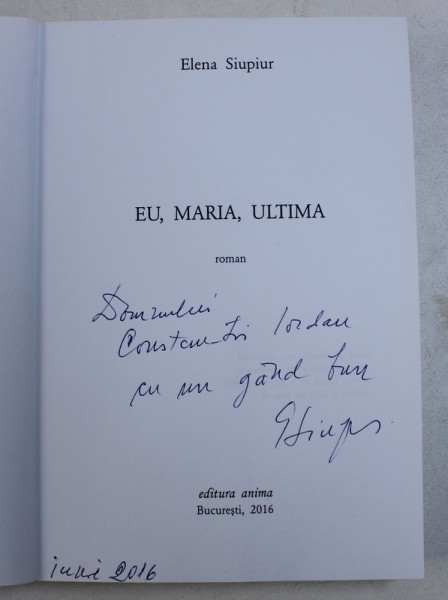 Elena Siupiur
EU, MARIA, ULTIMA
roman
Domnului
Constantin Iordan
cu un gând bun
ESiupiur
editura anima
București, 2016
iunie 2016